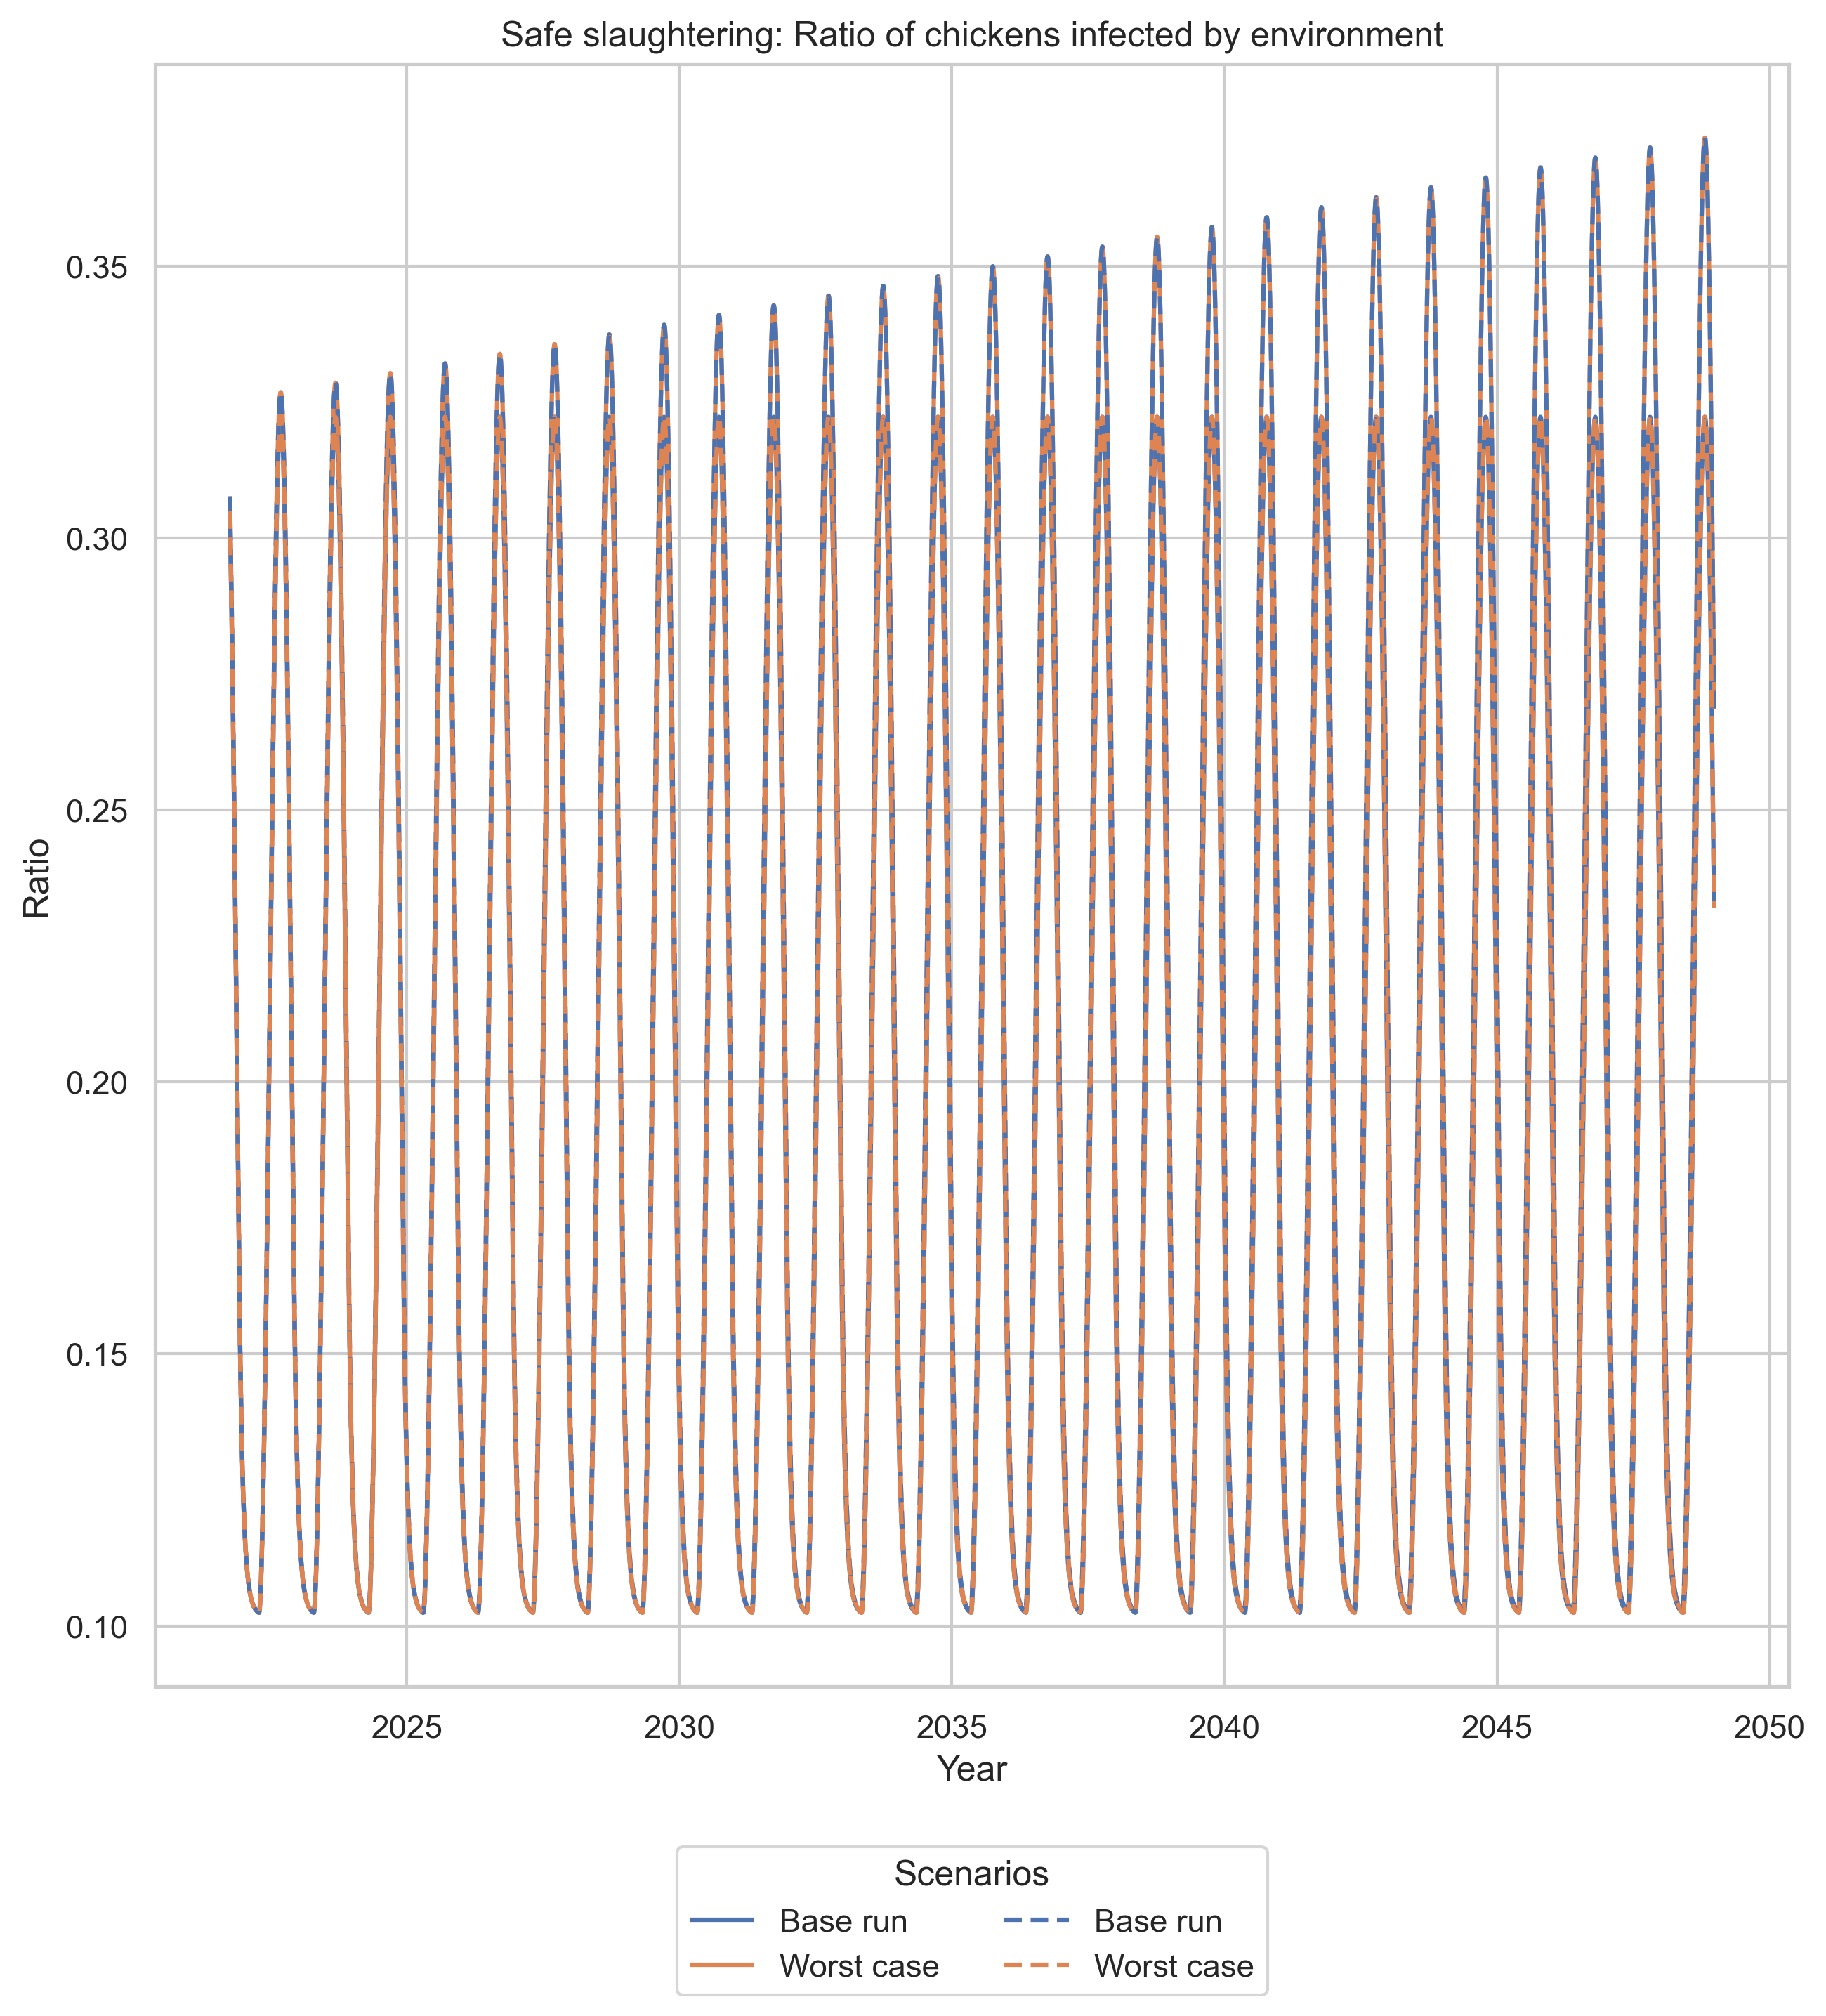 Safe slaughtering: Ratio of chickens infected by environment
0.35
0.30
0.25
0.20
0.15
0.10
Ratio
2025 2030 2035 2040 2045 2050
Year
Scenarios
Base run Base run
Worst case Worst case